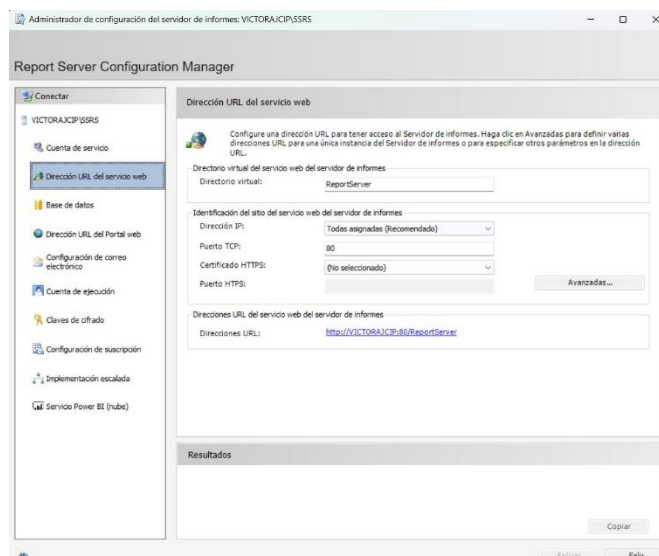 Administrador de configuración del servidor de informes: VICTORAJCIP\SSRS
Report Server Configuration Manager
Conectar
VICTORAJCIP\SSRS
Cuenta de servicio
Dirección URL del servicio web
Base de datos
Dirección URL del Portal web
Configuración de correo
electrónico
Cuenta de ejecución
Claves de cifrado
Configuración de suscripción
Implementación escalada
Servicio Power BI (nube)
Dirección URL del servicio web
Configure una dirección URL para tener acceso al Servidor de informes. Haga clic en Avanzadas para definir varias
direcciones URL para una única instancia del Servidor de informes o para especificar otros parámetros en la dirección
URL.
Directorio virtual del servicio web del servidor de informes
Directorio virtual: ReportServer
Identificación del sitio del servicio web del servidor de informes
Dirección IP: Todas asignadas (Recomendado)
Puerto TCP: 80
Certificado HTTPS: (No seleccionado)
Puerto HTPS: Avanzadas...
Direcciones URL del servicio web del servidor de informes
Direcciones URL: http://VICTORAJCIP:80/ReportServer
Resultados
Copiar
Aplicar Salir